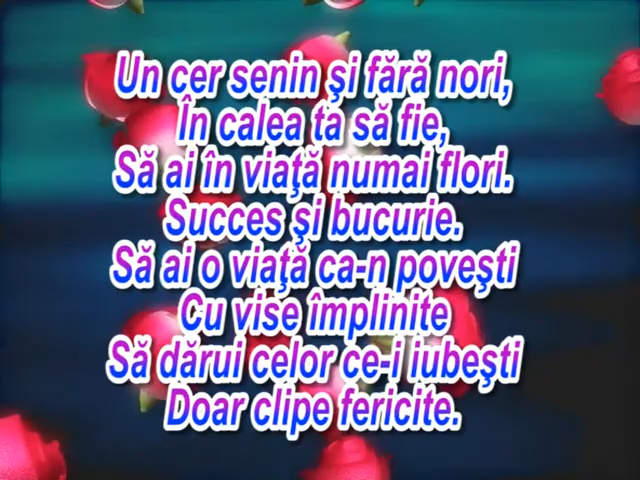 Un cer senin şi fără nori,
În calea ta să fie,
Să ai în viaţă numai flori.
Succes şi bucurie.
Să ai o viaţă ca-n poveşti
Cu vise împlinite
Să dărui celor ce-i iubeşti
Doar clipe fericite.